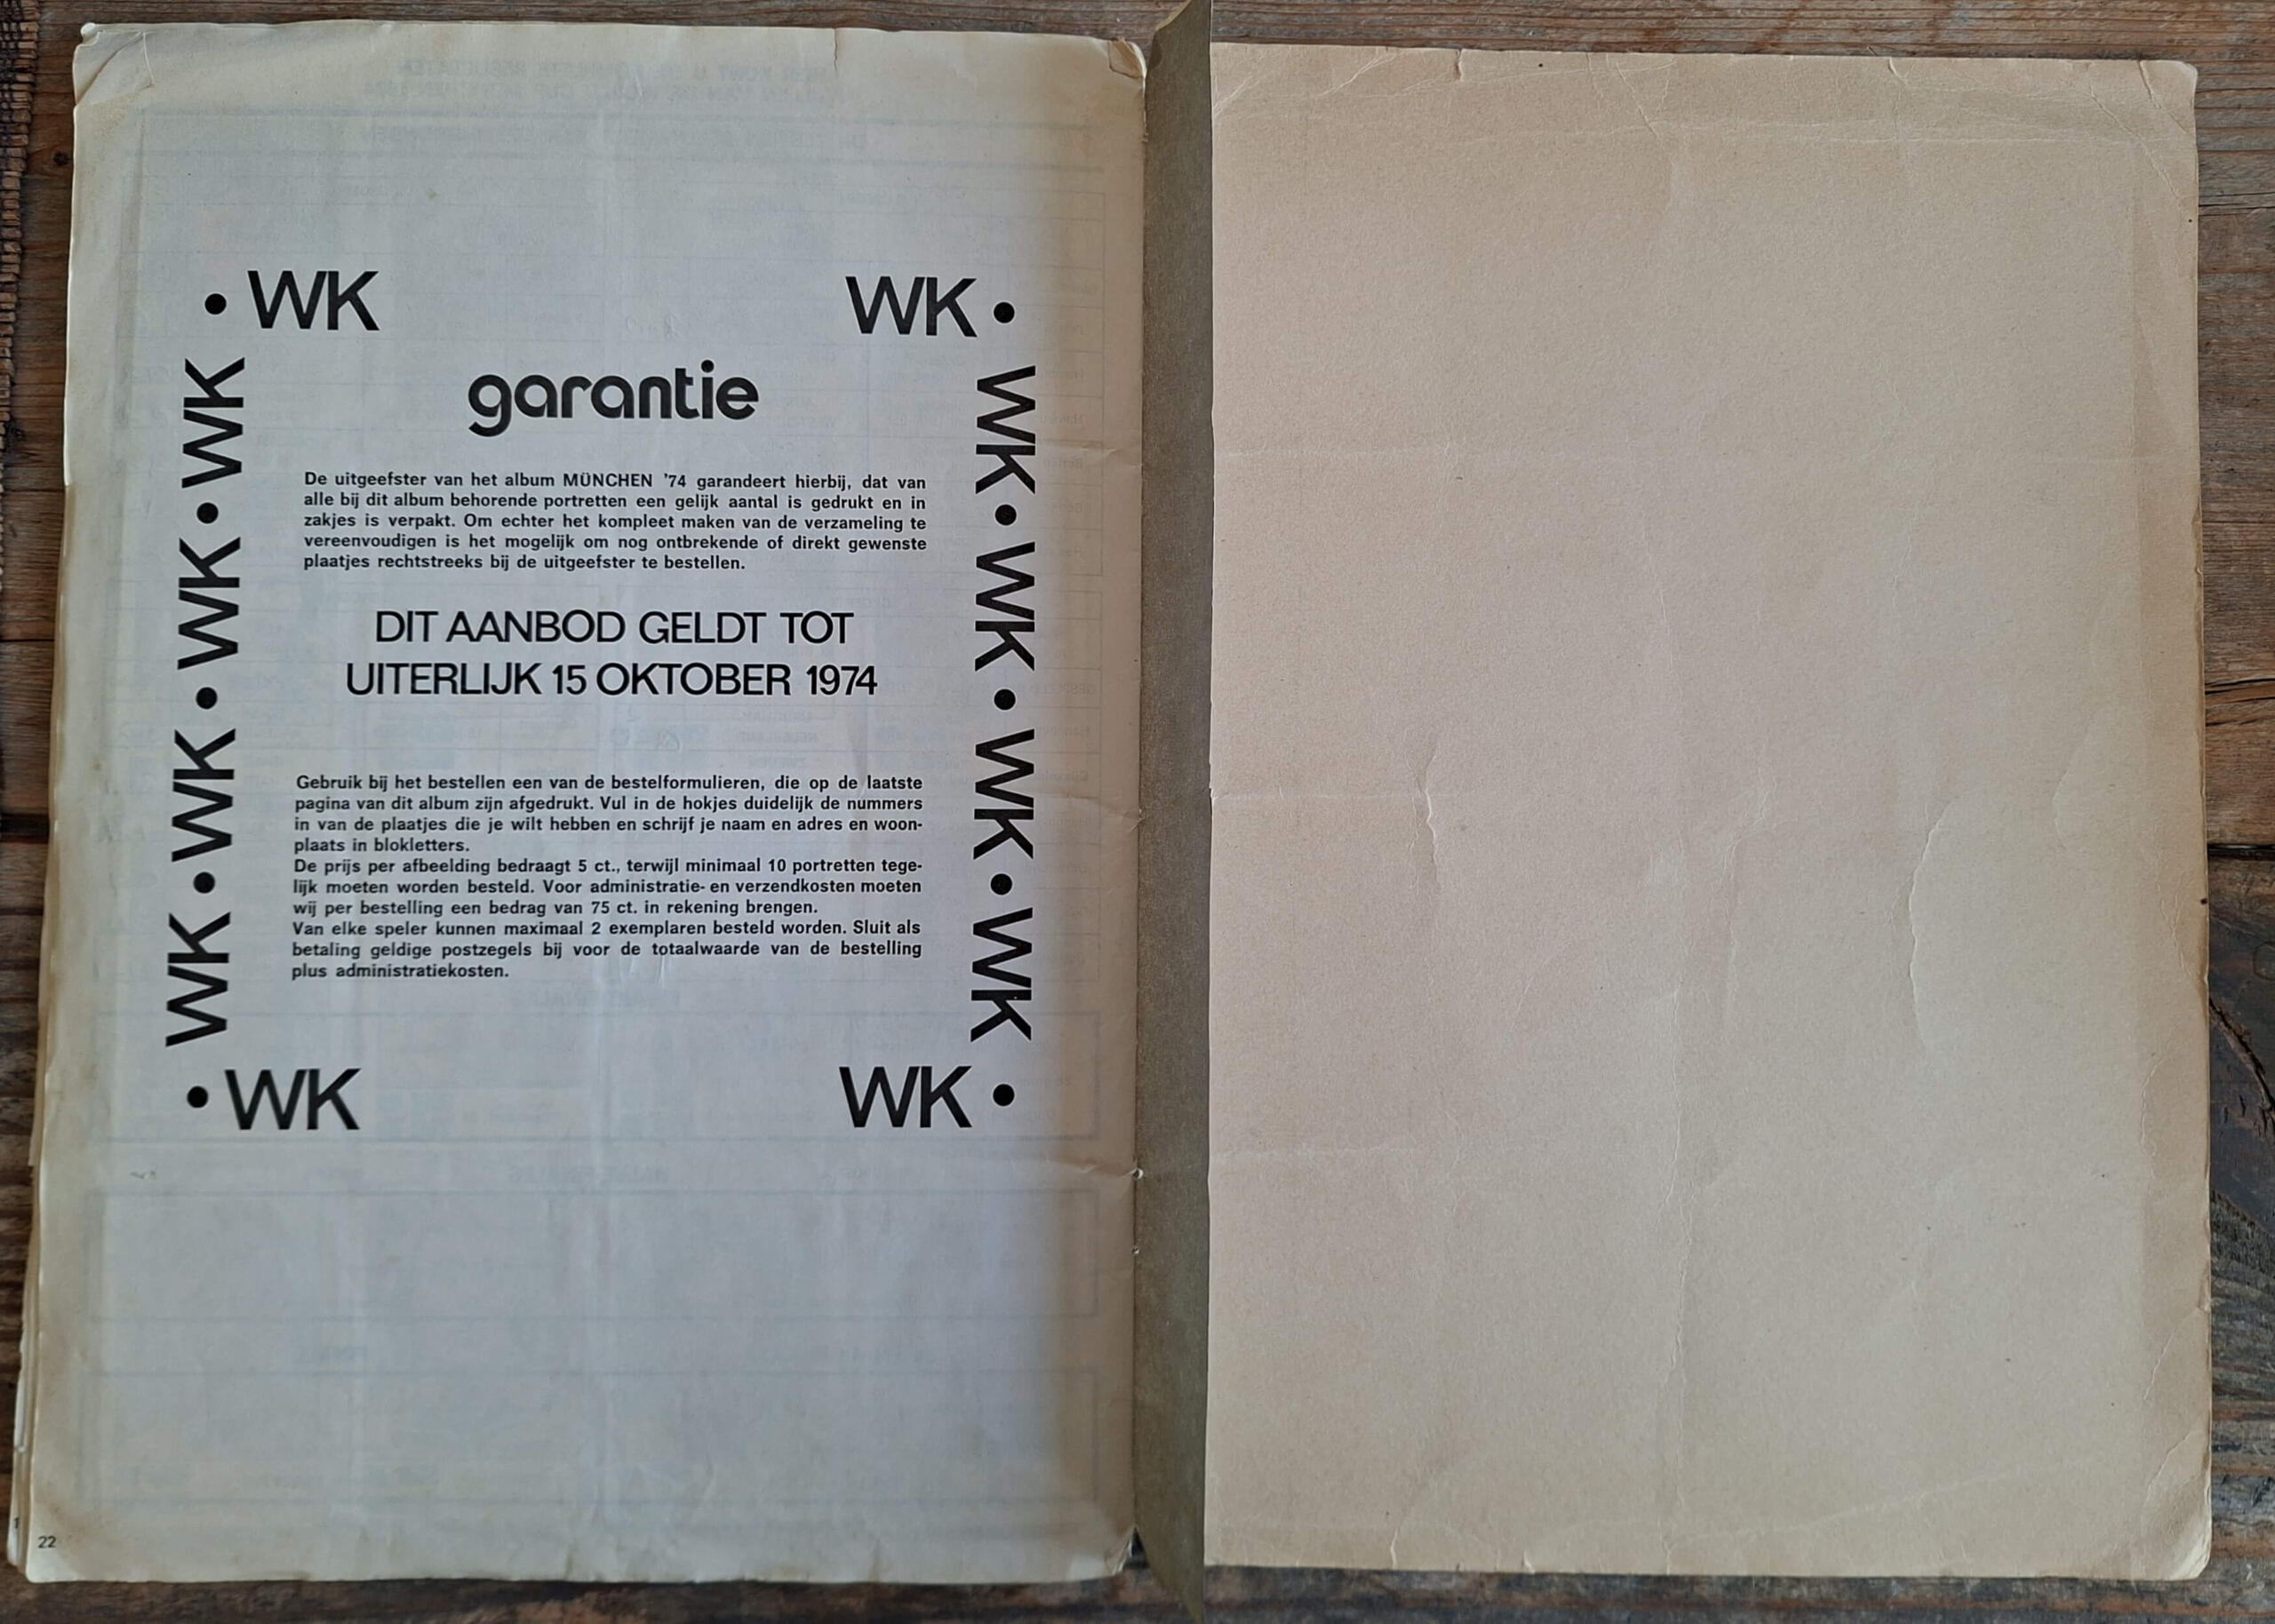 • WK WK •
WK • WK • WK • WK
WK • WK • WK • WK
garantie
De uitgeefster van het album MÜNCHEN '74 garandeert hierbij, dat van
alle bij dit album behorende portretten een gelijk aantal is gedrukt en in
zakjes is verpakt. Om echter het kompleet maken van de verzameling te
vereenvoudigen is het mogelijk om nog ontbrekende of direkt gewenste
plaatjes rechtstreeks bij de uitgeefster te bestellen.
DIT AANBOD GELDT TOT
UITERLIJK 15 OKTOBER 1974
Gebruik bij het bestellen een van de bestelformulieren, die op de laatste
pagina van dit album zijn afgedrukt. Vul in de hokjes duidelijk de nummers
in van de plaatjes die je wilt hebben en schrijf je naam en adres en woon-
plaats in blokletters.
De prijs per afbeelding bedraagt 5 ct., terwijl minimaal 10 portretten tege-
lijk moeten worden besteld. Voor administratie- en verzendkosten moeten
wij per bestelling een bedrag van 75 ct. in rekening brengen.
Van elke speler kunnen maximaal 2 exemplaren besteld worden. Sluit als
betaling geldige postzegels bij voor de totaalwaarde van de bestelling
plus administratiekosten.
• WK WK •
22